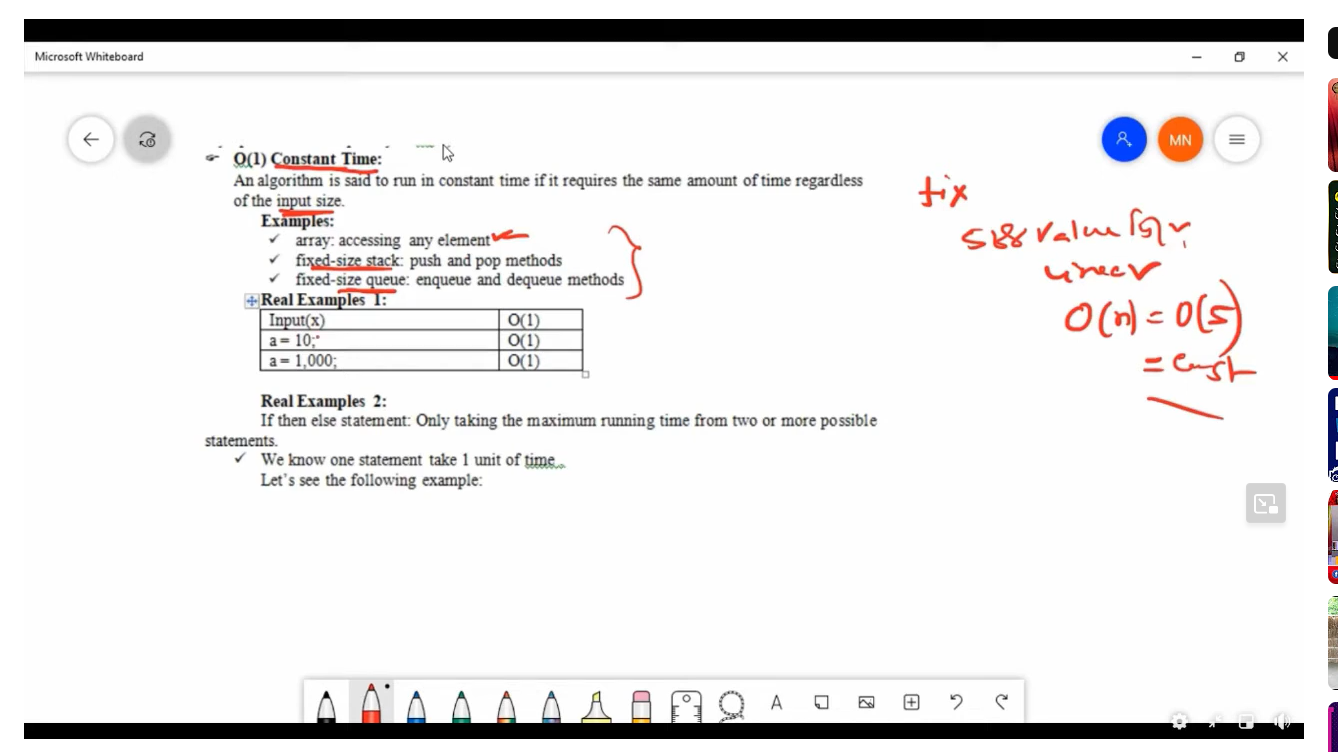 Microsoft Whiteboard
MN
O(1) Constant Time:
An algorithm is said to run in constant time if it requires the same amount of time regardless
of the input size.
Examples:
✓ array: accessing any element
✓ fixed-size stack: push and pop methods
✓ fixed-size queue: enqueue and dequeue methods
Real Examples 1:
Input(x) O(1)
a = 10; O(1)
a = 1,000; O(1)
Real Examples 2:
If then else statement: Only taking the maximum running time from two or more possible
statements.
✓ We know one statement take 1 unit of time
Let's see the following example:
fix
value
O(n) = O(5)
= const
A